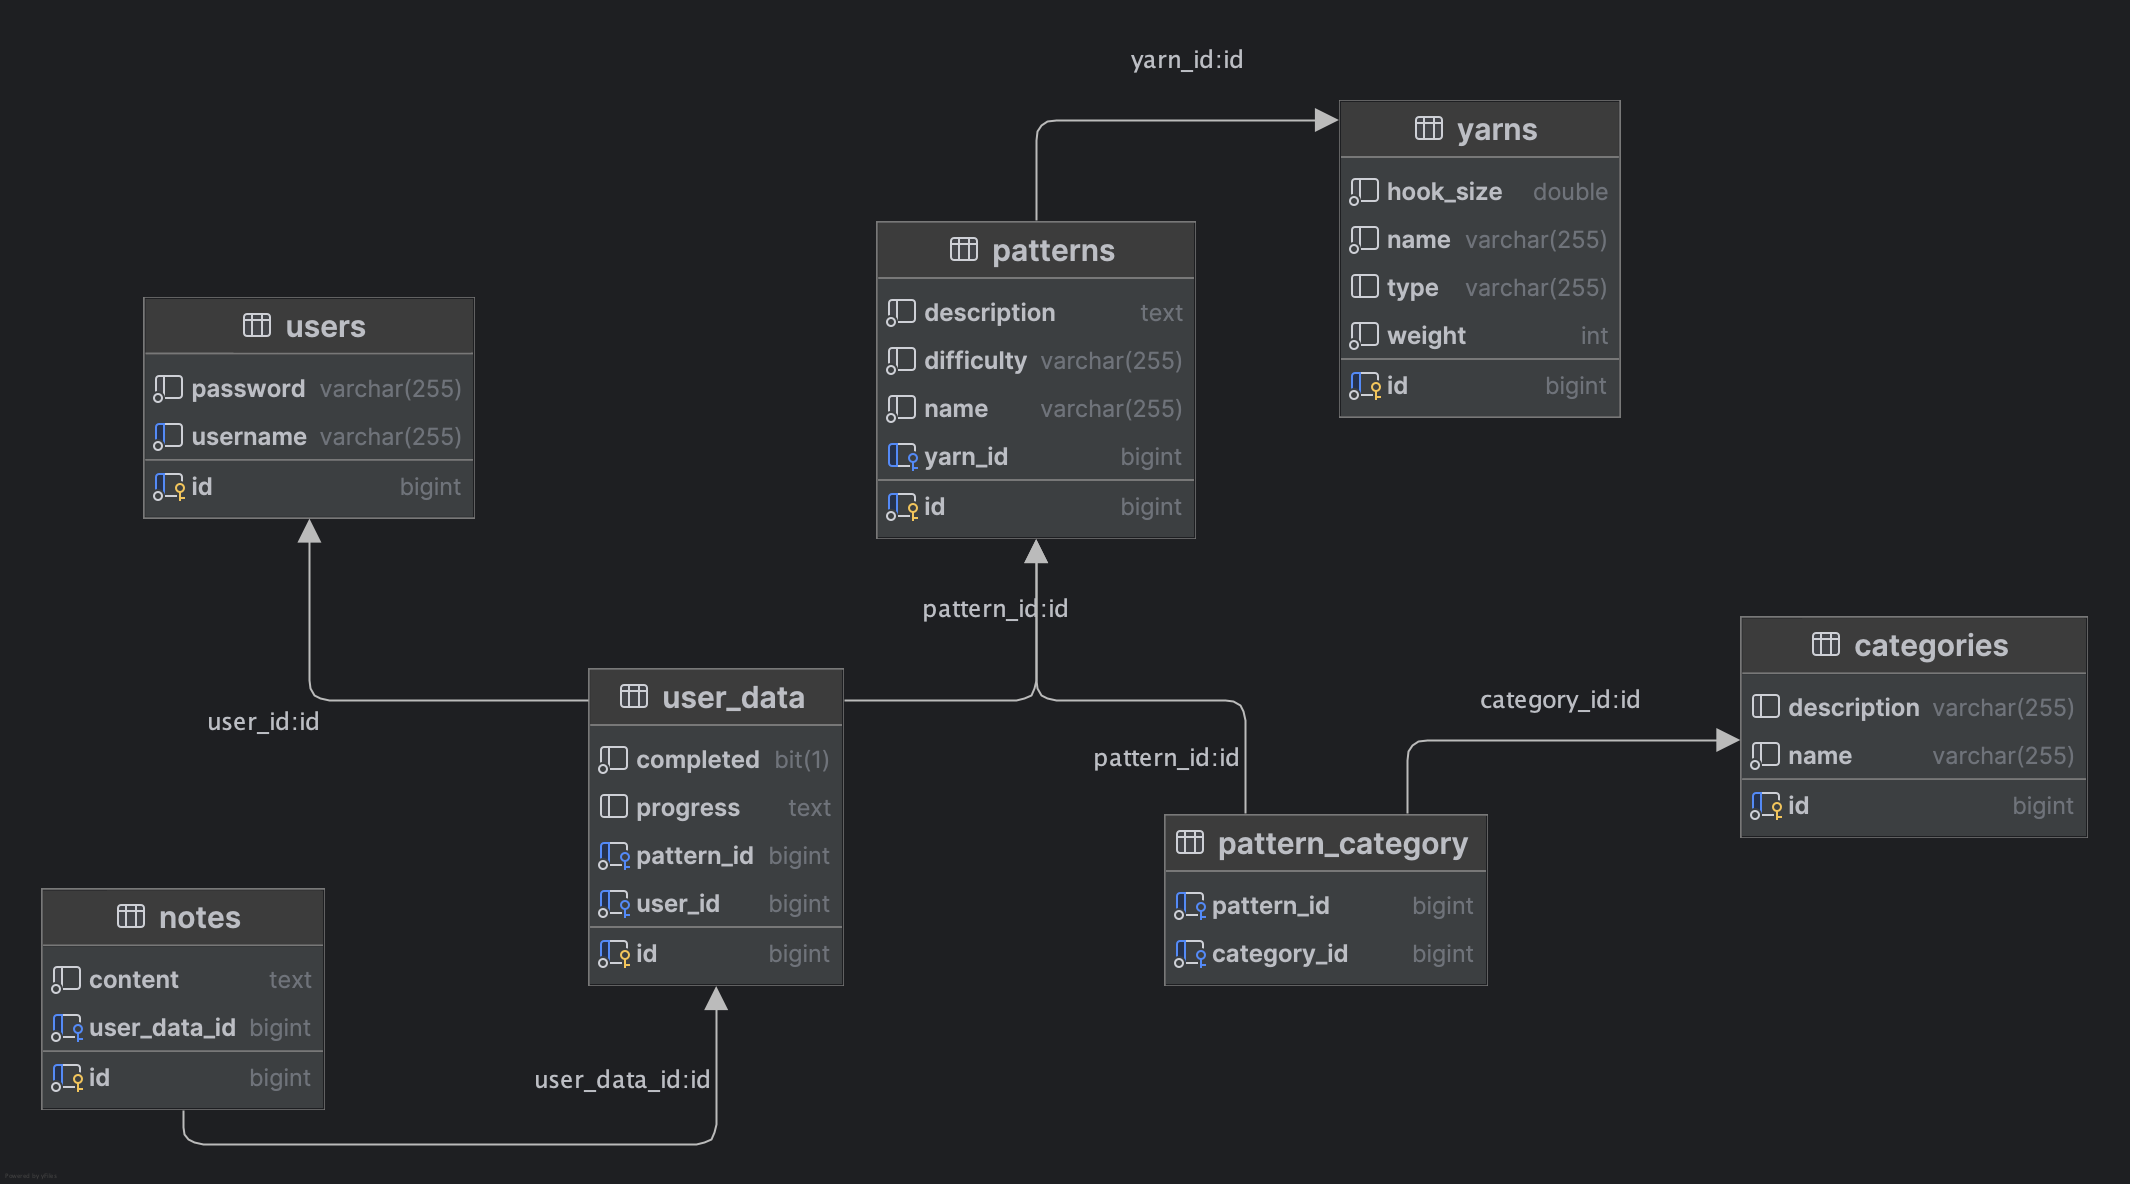 yarn_id:id
yarns
hook_size double
name varchar(255)
type varchar(255)
weight int
id bigint
patterns
description text
difficulty varchar(255)
name varchar(255)
yarn_id bigint
id bigint
users
password varchar(255)
username varchar(255)
id bigint
pattern_id:id
user_id:id
user_data
completed bit(1)
progress text
pattern_id bigint
user_id bigint
id bigint
pattern_id:id
category_id:id
categories
description varchar(255)
name varchar(255)
id bigint
pattern_category
pattern_id bigint
category_id bigint
notes
content text
user_data_id bigint
id bigint
user_data_id:id
Powered by yFiles